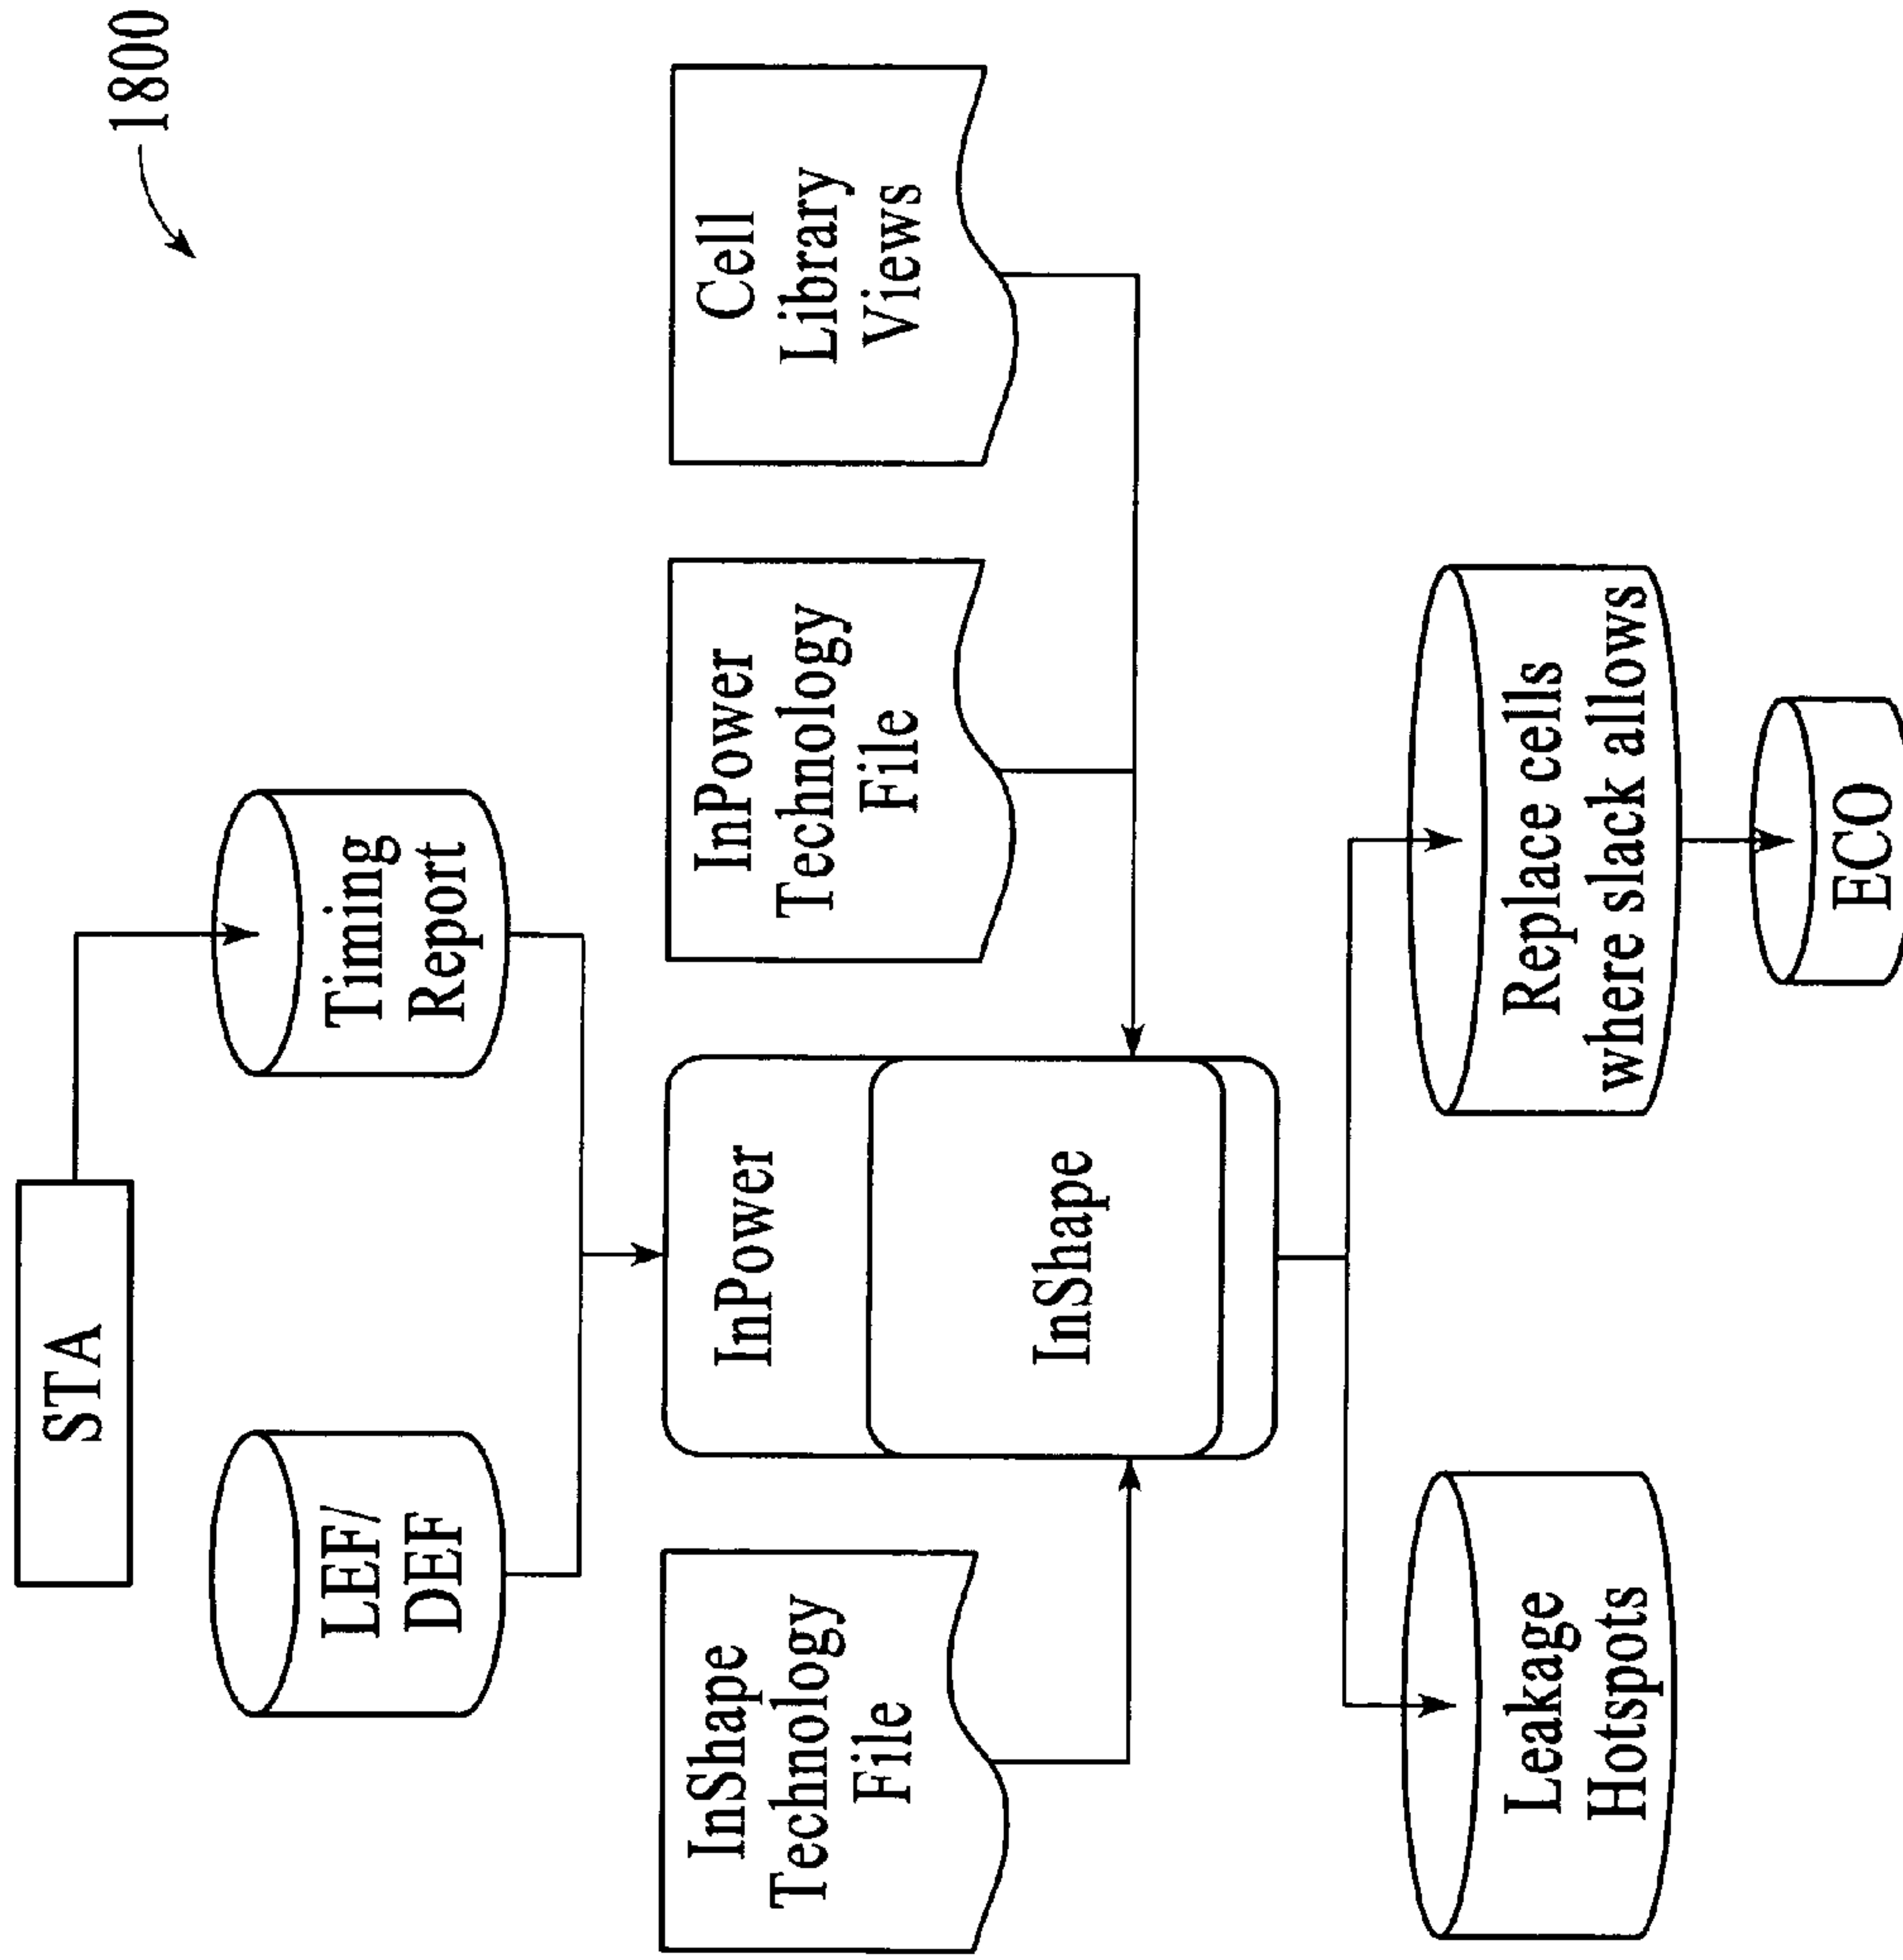 1800
STA
LEF/
DEF
Timing
Report
InShape
Technology
File
InPower
InShape
InPower
Technology
File
Cell
Library
Views
Leakage
Hotspots
Replace cells
where slack allows
ECO